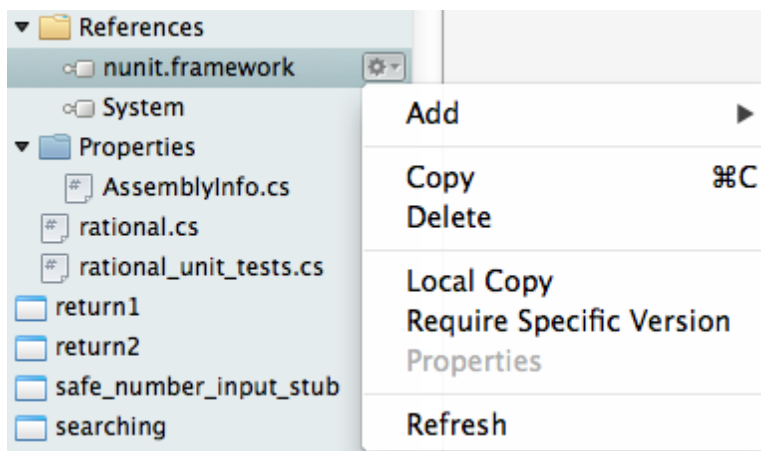 References
nunit.framework
System
Properties
AssemblyInfo.cs
rational.cs
rational_unit_tests.cs
return1
return2
safe_number_input_stub
searching
Add
Copy ⌘C
Delete
Local Copy
Require Specific Version
Properties
Refresh